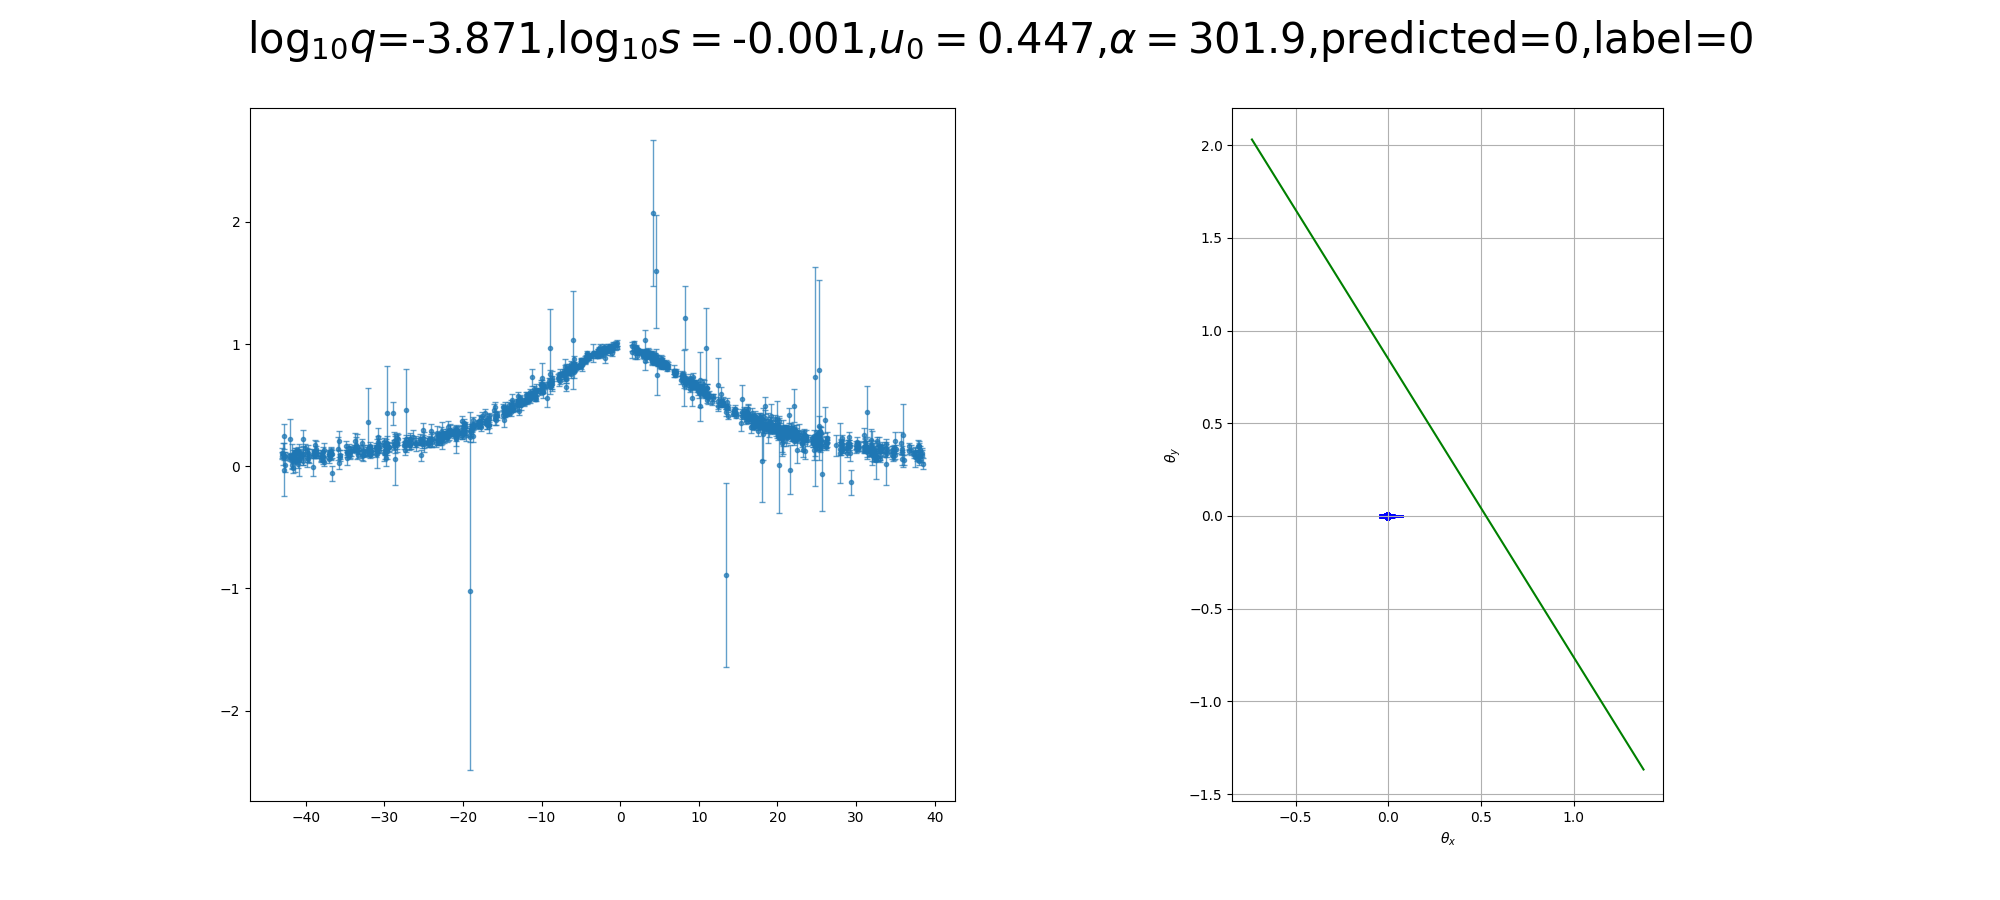 log₁₀q=-3.871,log₁₀s = -0.001,u₀ = 0.447,α = 301.9,predicted=0,label=0
2
1
0
−1
−2
−40 −30 −20 −10 0 10 20 30 40
2.0
1.5
1.0
0.5
0.0
−0.5
−1.0
−1.5
θy
−0.5 0.0 0.5 1.0
θx